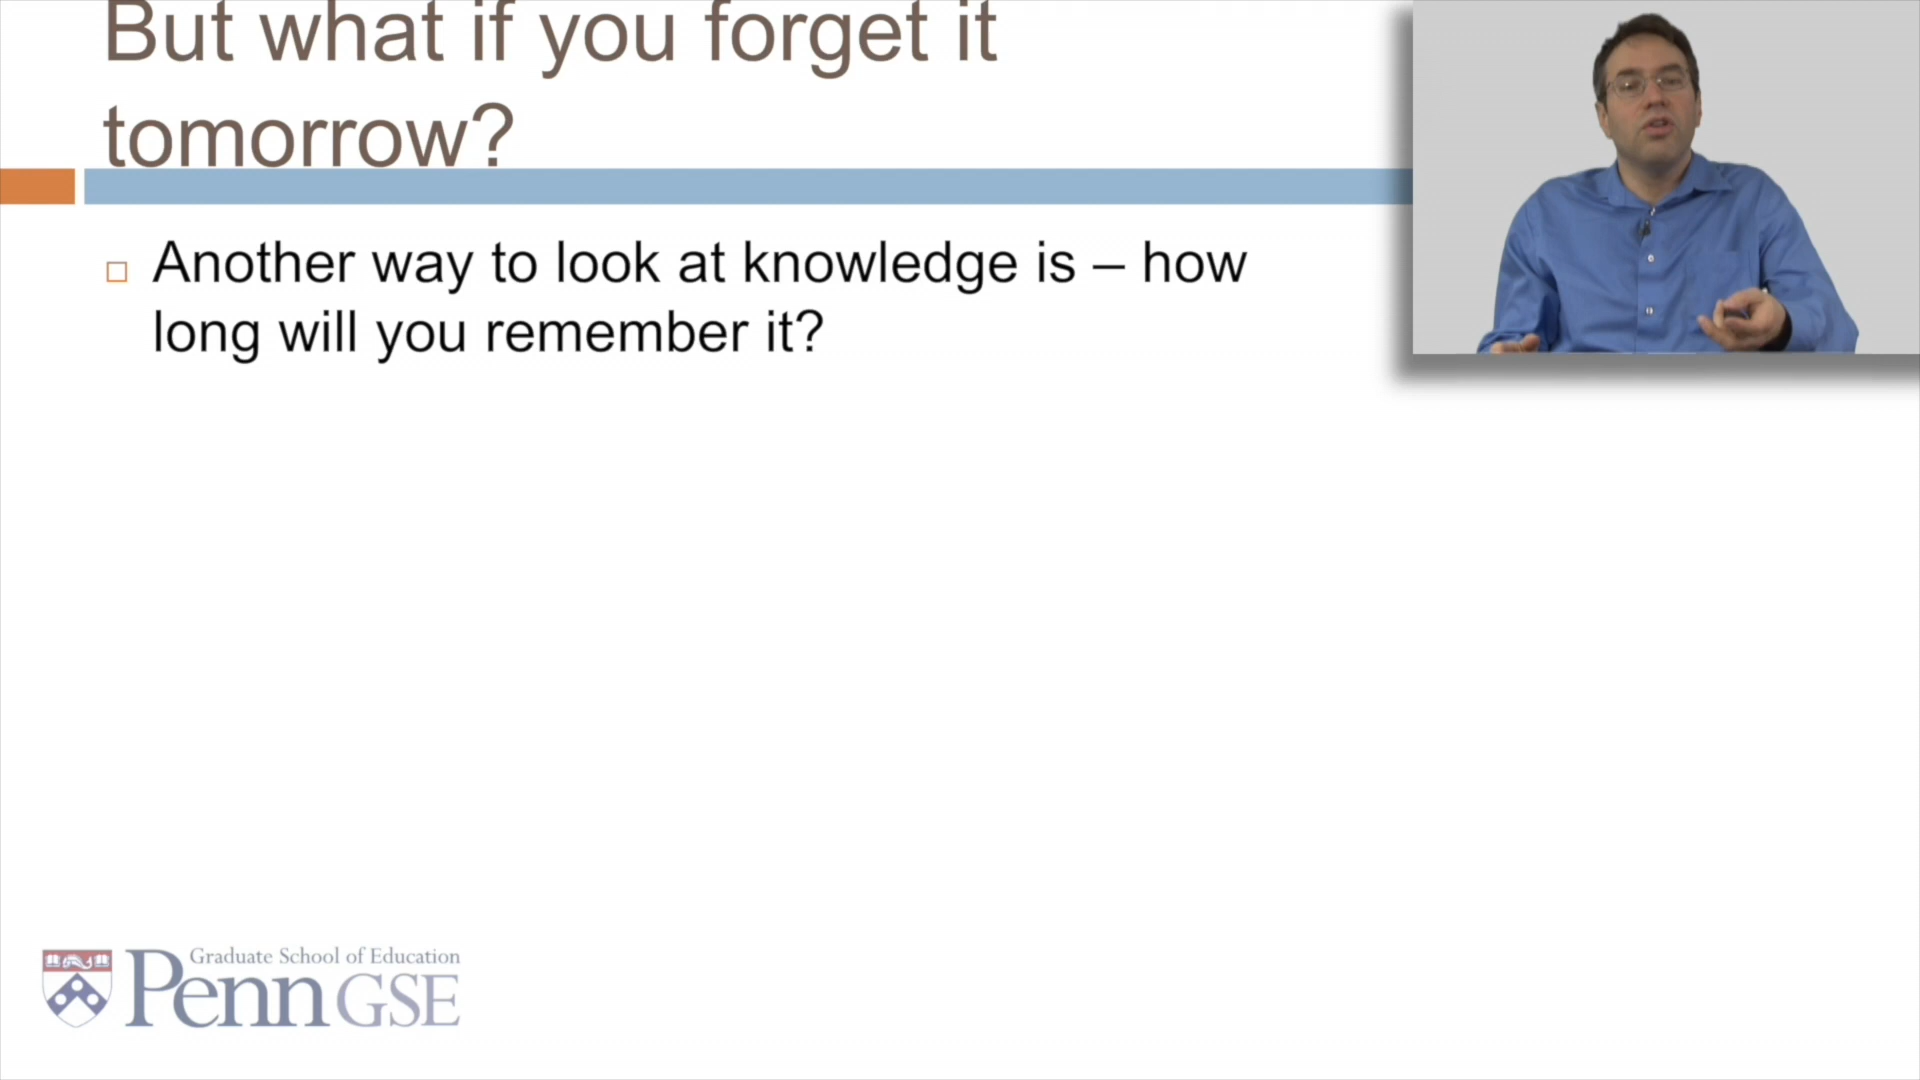 But what if you forget it
tomorrow?
Another way to look at knowledge is – how
long will you remember it?
Graduate School of Education
Penn GSE